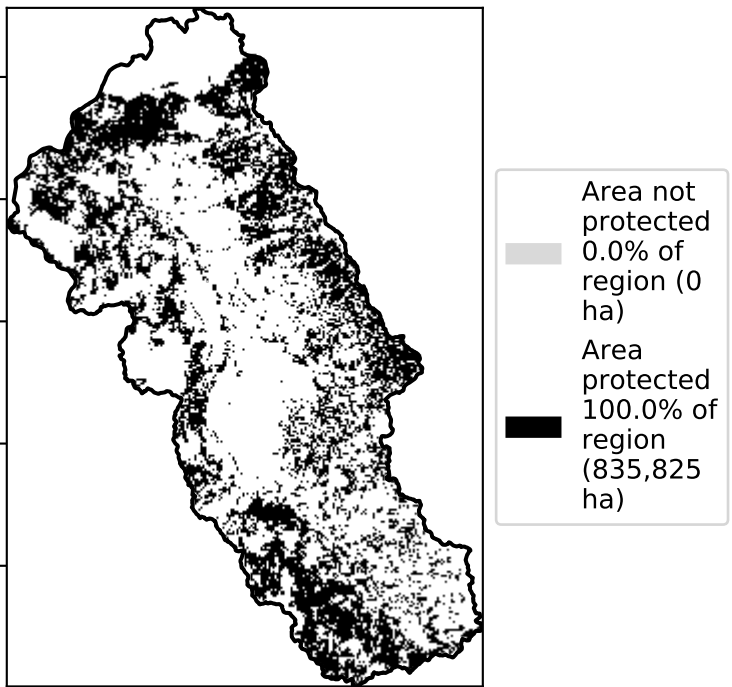 Area not
protected
0.0% of
region (0
ha)
Area
protected
100.0% of
region
(835,825
ha)